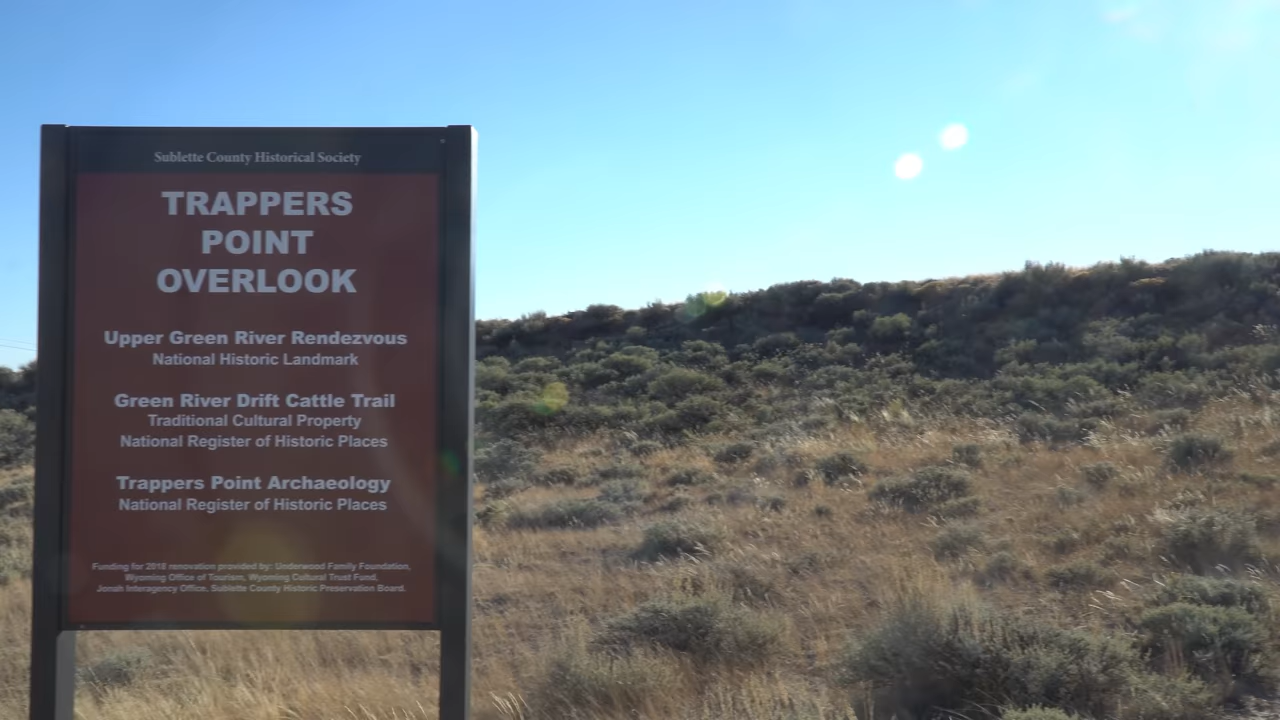 Sublette County Historical Society
TRAPPERS
POINT
OVERLOOK
Upper Green River Rendezvous
National Historic Landmark
Green River Drift Cattle Trail
Traditional Cultural Property
National Register of Historic Places
Trappers Point Archaeology
National Register of Historic Places
Funding for 2018 renovation provided by: Underwood Family Foundation,
Wyoming Office of Tourism, Wyoming Cultural Trust Fund,
Jonah Interagency Office, Sublette County Historic Preservation Board.